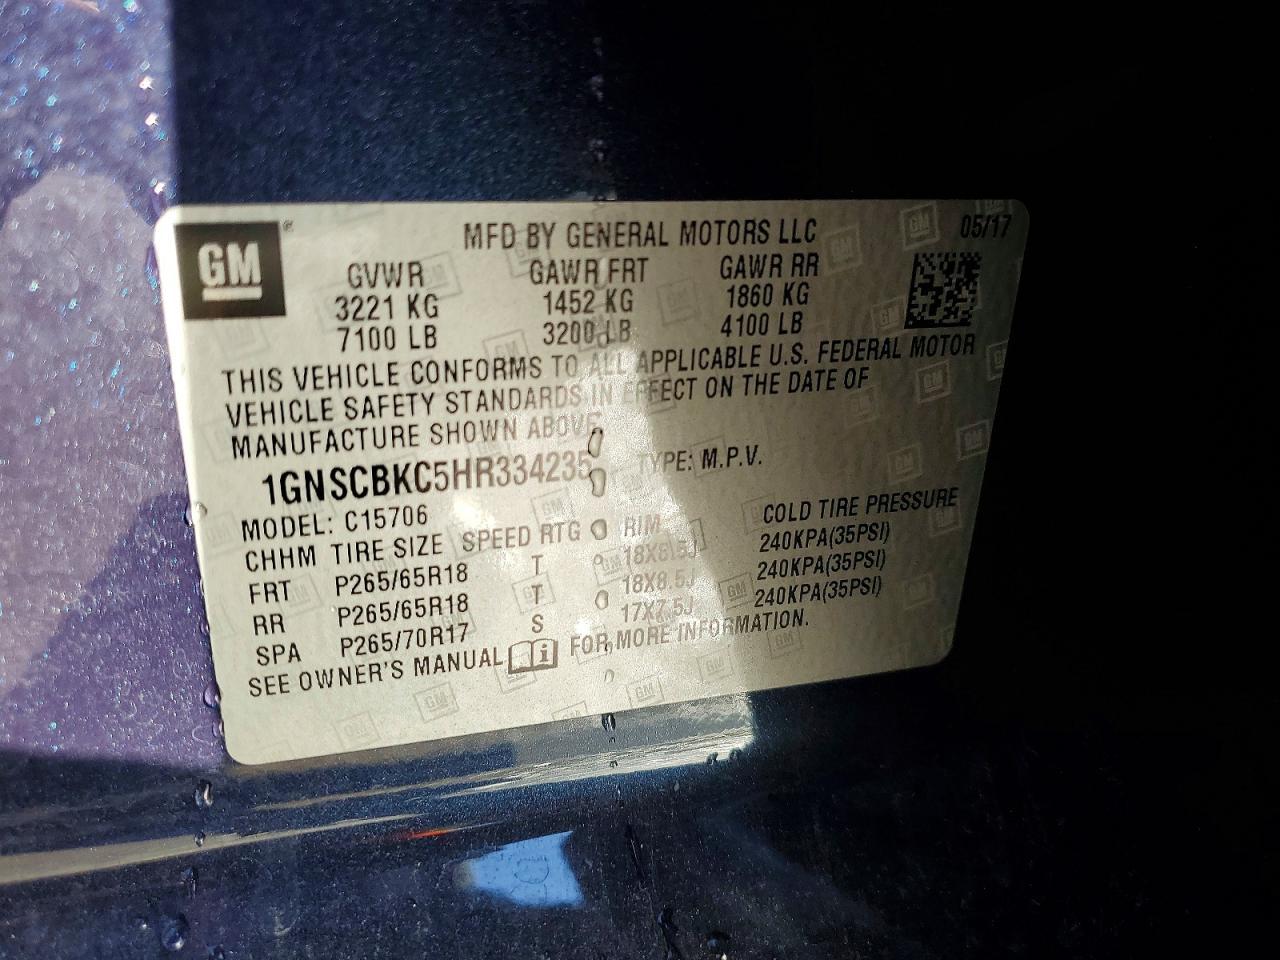 GM ® MFD BY GENERAL MOTORS LLC 05/17
GVWR GAWR FRT GAWR RR
3221 KG 1452 KG 1860 KG
7100 LB 3200 LB 4100 LB
THIS VEHICLE CONFORMS TO ALL APPLICABLE U.S. FEDERAL MOTOR
VEHICLE SAFETY STANDARDS IN EFFECT ON THE DATE OF
MANUFACTURE SHOWN ABOVE.
1GNSCBKC5HR334235 TYPE: M.P.V.
MODEL: C15706
CHHM TIRE SIZE SPEED RTG RIM COLD TIRE PRESSURE
FRT P265/65R18 T 18X8.5J 240KPA(35PSI)
RR P265/65R18 T 18X8.5J 240KPA(35PSI)
SPA P265/70R17 S 17X7.5J 240KPA(35PSI)
SEE OWNER'S MANUAL FOR MORE INFORMATION.